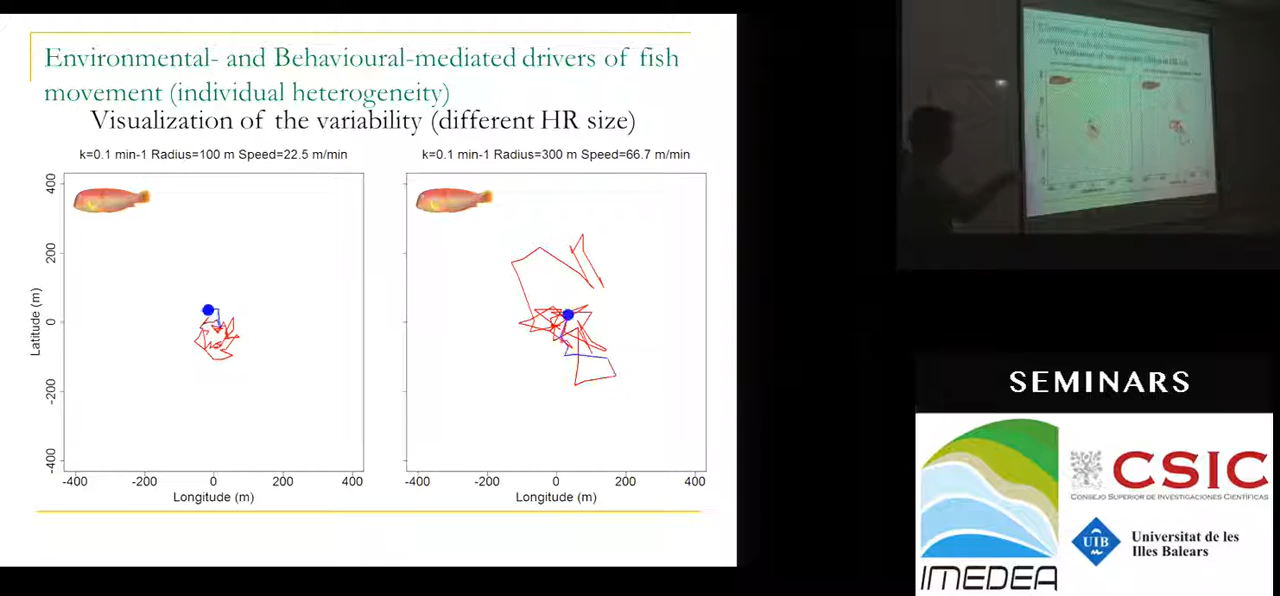 Environmental- and Behavioural-mediated drivers of fish
movement (individual heterogeneity)
Visualization of the variability (different HR size)
k=0.1 min-1 Radius=100 m Speed=22.5 m/min
k=0.1 min-1 Radius=300 m Speed=66.7 m/min
Latitude (m)
400
200
0
-200
-400
-400 -200 0 200 400
Longitude (m)
-400 -200 0 200 400
Longitude (m)
SEMINARS
IMEDEA
CSIC
CONSEJO SUPERIOR DE INVESTIGACIONES CIENTÍFICAS
UIB
Universitat de les
Illes Balears